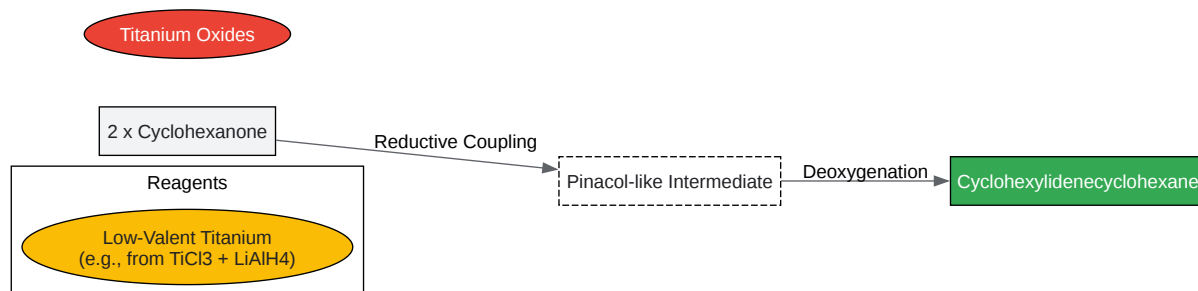 Titanium Oxides
2 x Cyclohexanone
Reductive Coupling
Pinacol-like Intermediate
Deoxygenation
Cyclohexylidenecyclohexane
Reagents
Low-Valent Titanium
(e.g., from TiCl3 + LiAlH4)